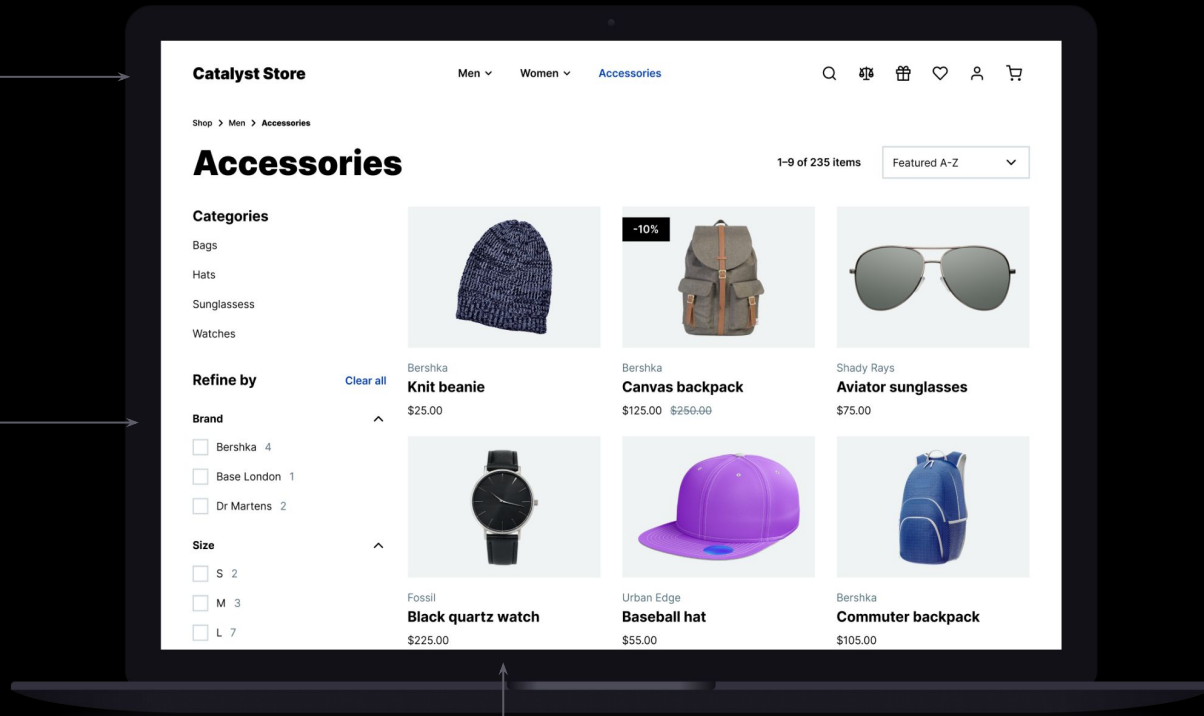 Catalyst Store
Men
Women
Accessories
Shop > Men > Accessories
Accessories
1–9 of 235 items
Featured A-Z
Categories
Bags
Hats
Sunglassess
Watches
Refine by
Clear all
Brand
Bershka 4
Base London 1
Dr Martens 2
Size
S 2
M 3
L 7
Bershka
Knit beanie
$25.00
-10%
Bershka
Canvas backpack
$125.00 $250.00
Shady Rays
Aviator sunglasses
$75.00
Fossil
Black quartz watch
$225.00
Urban Edge
Baseball hat
$55.00
Bershka
Commuter backpack
$105.00